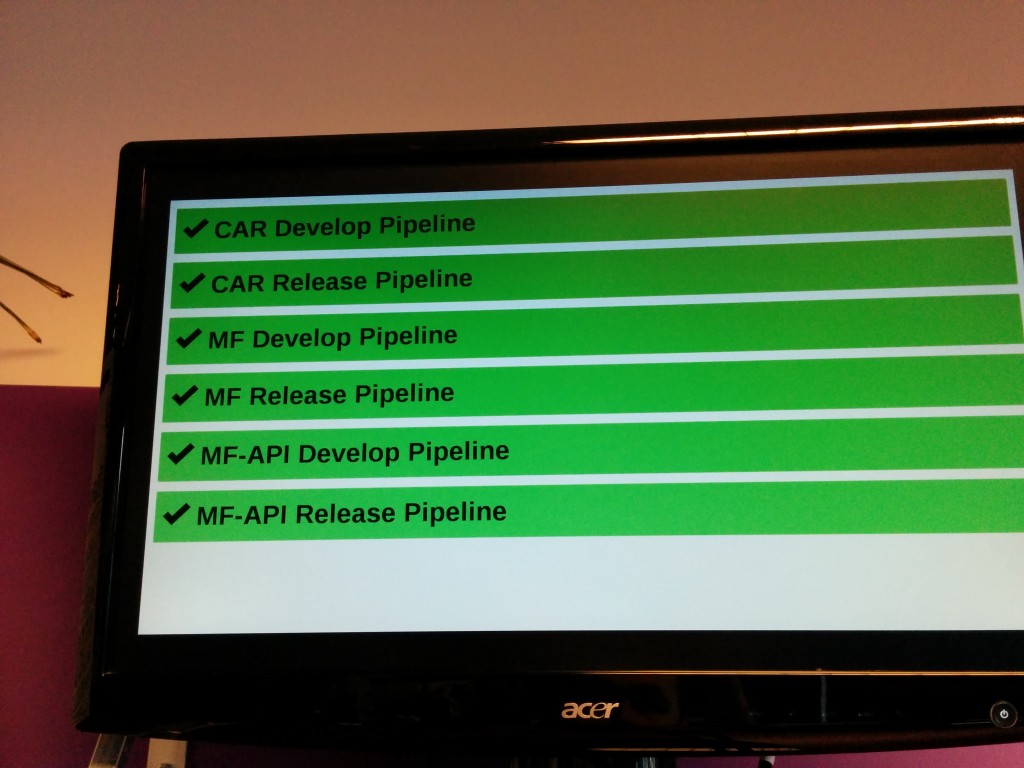 CAR Develop Pipeline
CAR Release Pipeline
MF Develop Pipeline
MF Release Pipeline
MF-API Develop Pipeline
MF-API Release Pipeline
acer